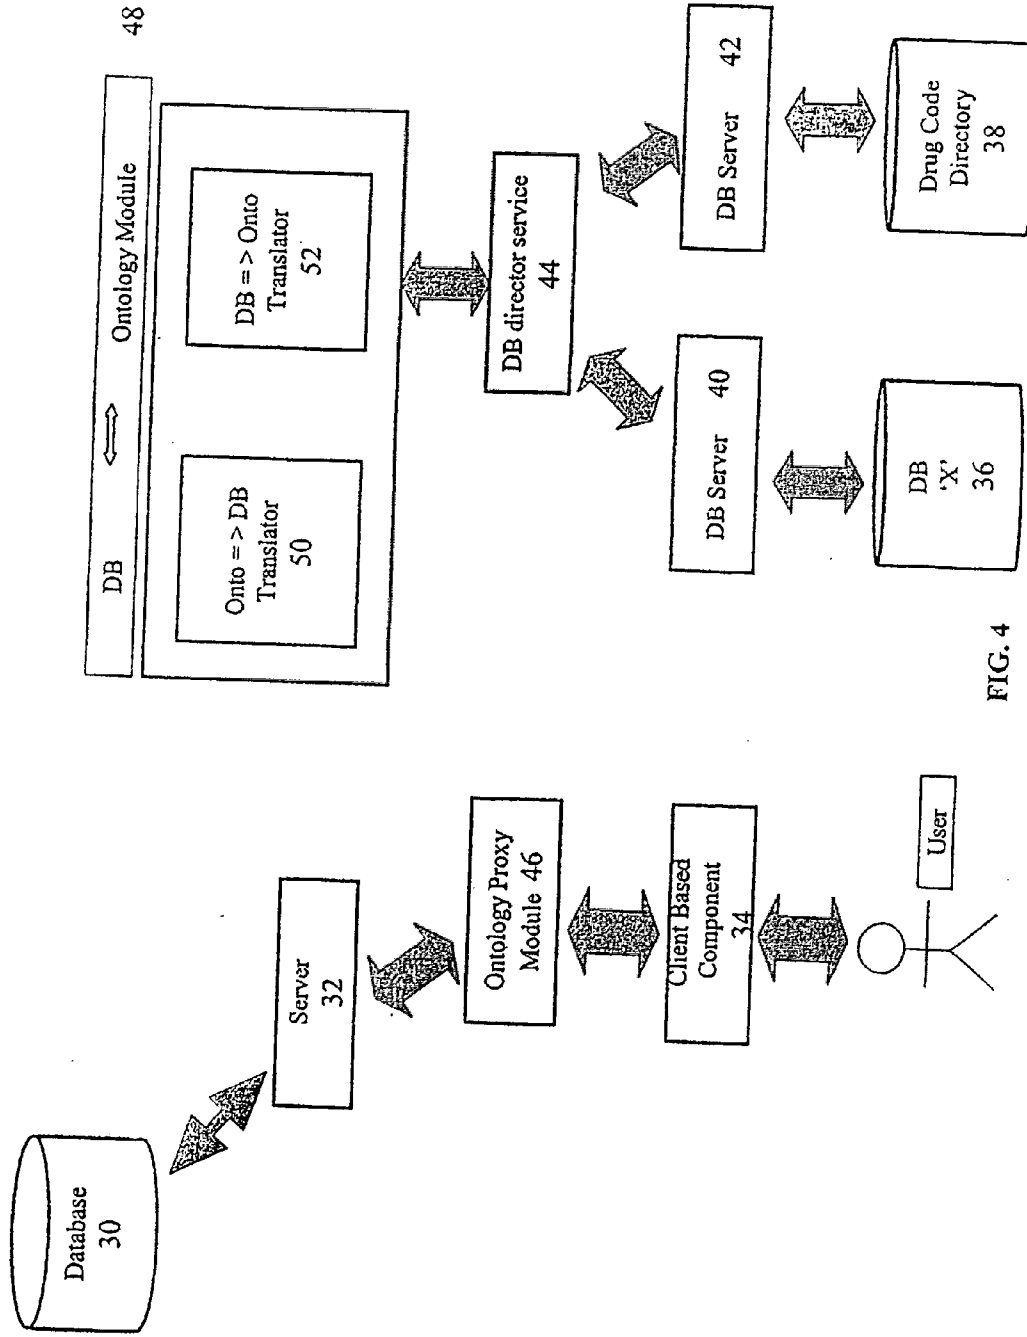 Database
30
Server
32
Ontology Proxy
Module 46
Client Based
Component
34
User
DB ⇔ Ontology Module
48
Onto = > DB
Translator
50
DB = > Onto
Translator
52
DB director service
44
DB Server 40
DB Server 42
DB
'X'
36
Drug Code
Directory
38
FIG. 4